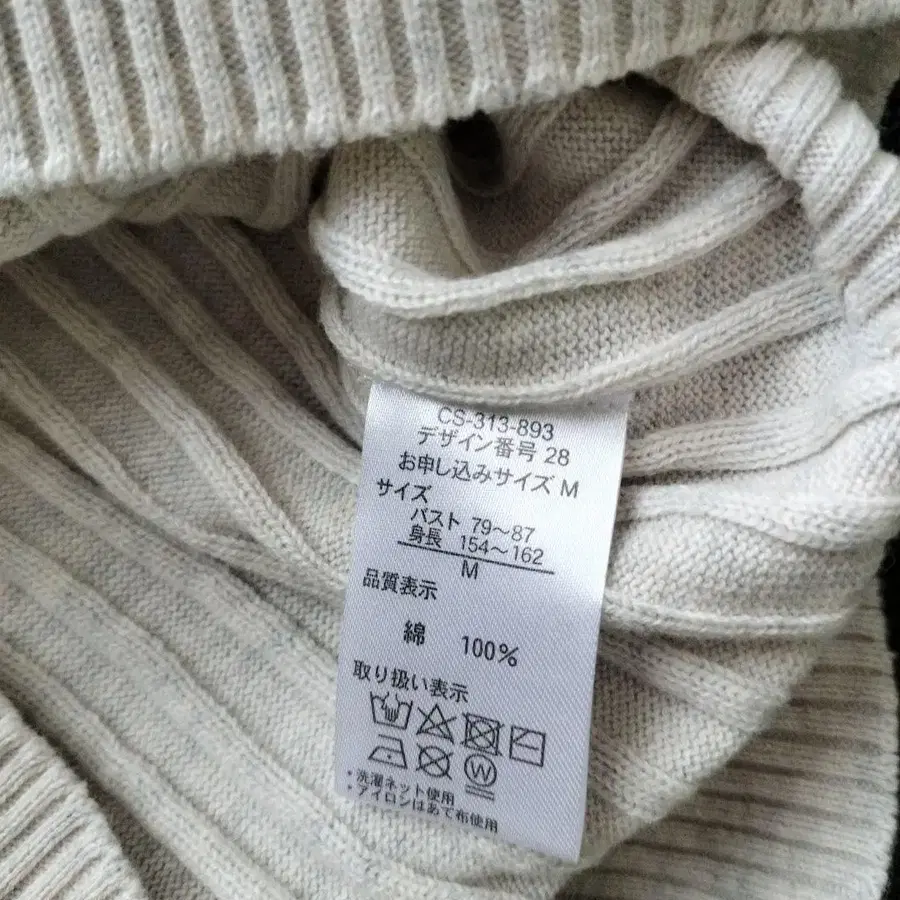 CS-313-893
デザイン番号 28
お申し込みサイズ M
サイズ
バスト 79～87
身長 154～162
M
品質表示
綿 100%
取り扱い表示
W
*洗濯ネット使用
*アイロンはあて布使用